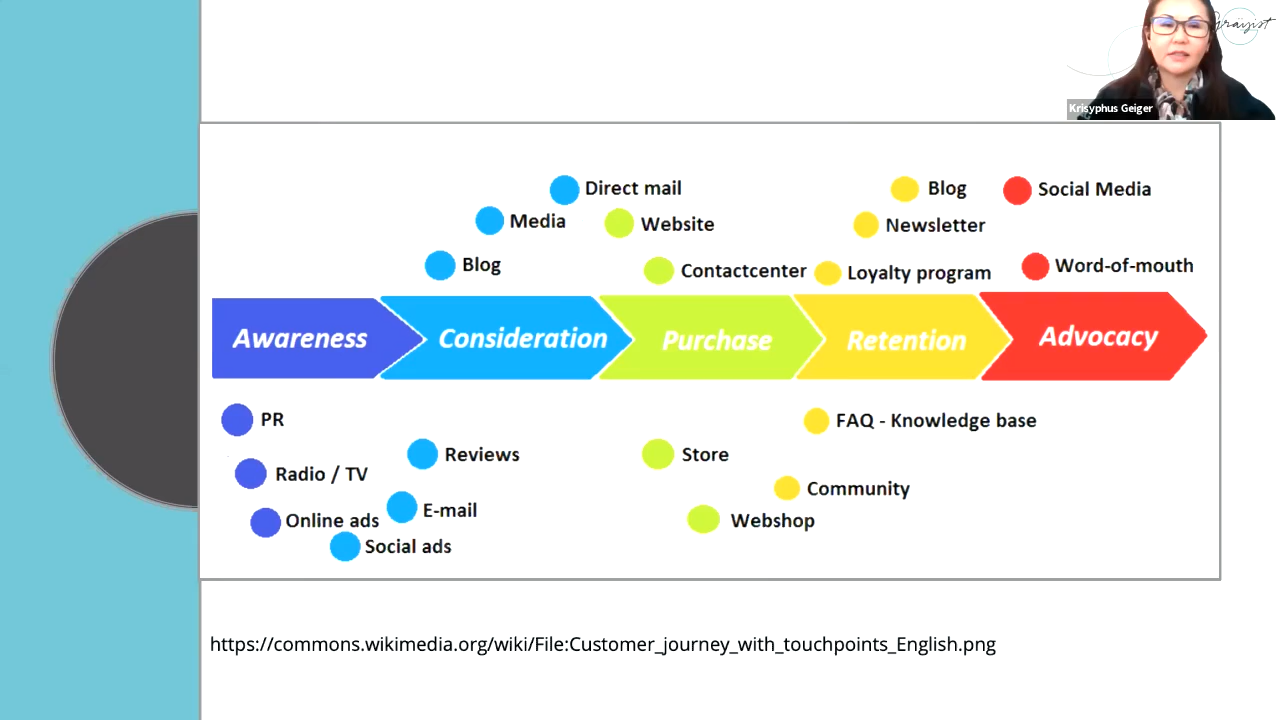 Grayist
Krisyphus Geiger
Direct mail
Blog
Social Media
Media
Website
Newsletter
Blog
Contactcenter
Loyalty program
Word-of-mouth
Awareness
Consideration
Purchase
Retention
Advocacy
PR
FAQ - Knowledge base
Radio / TV
Reviews
Store
Community
Online ads
E-mail
Webshop
Social ads
https://commons.wikimedia.org/wiki/File:Customer_journey_with_touchpoints_English.png